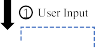 ① User Input